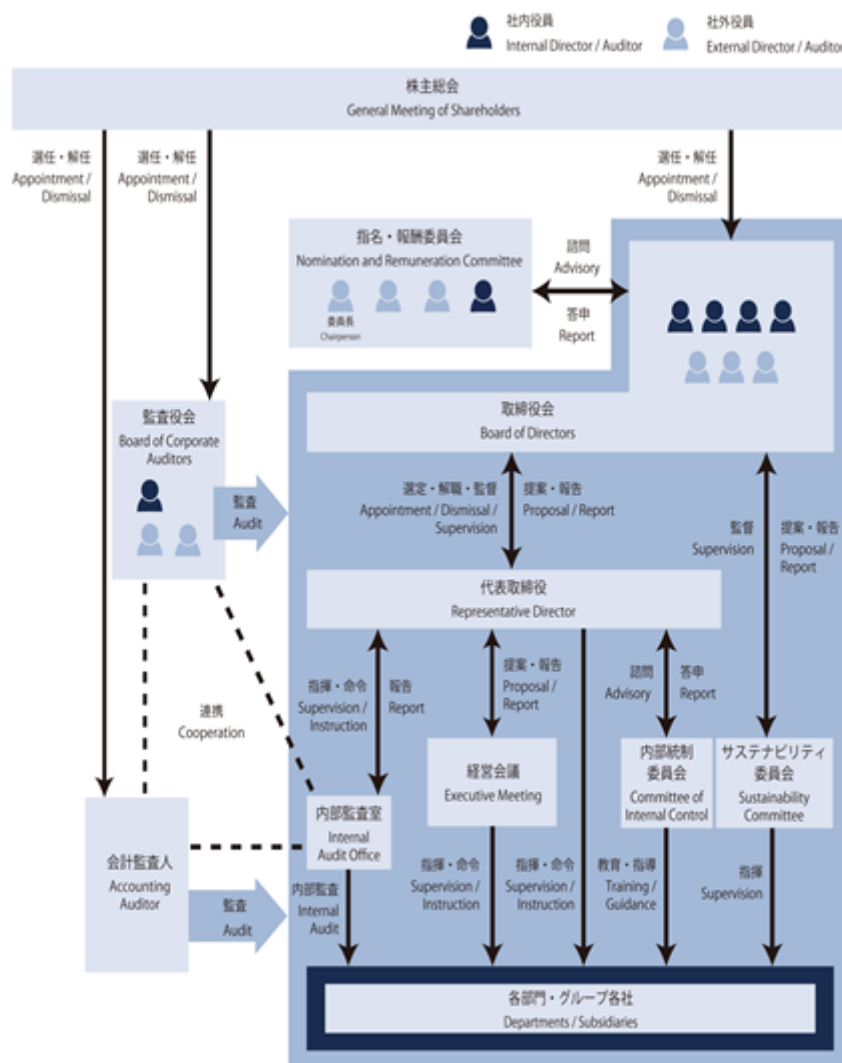 社内役員
Internal Director / Auditor
社外役員
External Director / Auditor
株主総会
General Meeting of Shareholders
選任・解任
Appointment /
Dismissal
選任・解任
Appointment /
Dismissal
選任・解任
Appointment /
Dismissal
指名・報酬委員会
Nomination and Remuneration Committee
委員長
Chairperson
諮問
Advisory
答申
Report
取締役会
Board of Directors
監査役会
Board of Corporate
Auditors
監査
Audit
選定・解職・監督
Appointment / Dismissal /
Supervision
提案・報告
Proposal / Report
監督
Supervision
提案・報告
Proposal /
Report
代表取締役
Representative Director
指揮・命令
Supervision /
Instruction
報告
Report
提案・報告
Proposal /
Report
諮問
Advisory
答申
Report
連携
Cooperation
内部監査室
Internal
Audit Office
経営会議
Executive Meeting
内部統制
委員会
Committee of
Internal Control
サステナビリティ
委員会
Sustainability
Committee
会計監査人
Accounting
Auditor
監査
Audit
内部監査
Internal
Audit
指揮・命令
Supervision /
Instruction
指揮・命令
Supervision /
Instruction
教育・指導
Training /
Guidance
指揮
Supervision
各部門・グループ各社
Departments / Subsidiaries